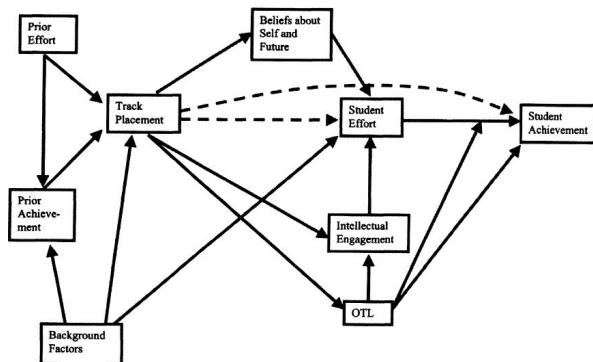 Prior
Effort
Beliefs about
Self and
Future
Track
Placement
Student
Effort
Student
Achievement
Prior
Achieve-
ment
Intellectual
Engagement
OTL
Background
Factors